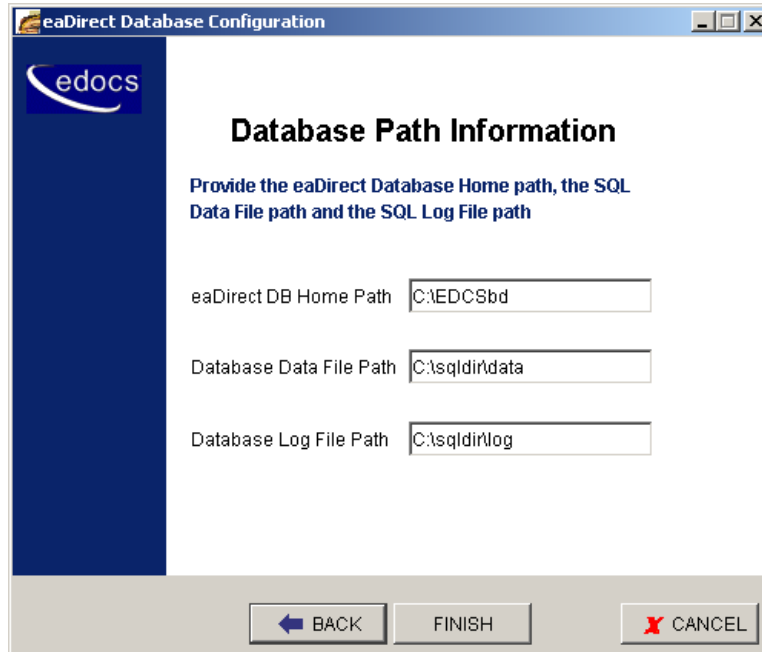 eaDirect Database Configuration
edocs
Database Path Information
Provide the eaDirect Database Home path, the SQL
Data File path and the SQL Log File path
eaDirect DB Home Path C:\EDCSbd
Database Data File Path C:\sqldir\data
Database Log File Path C:\sqldir\log
BACK FINISH CANCEL